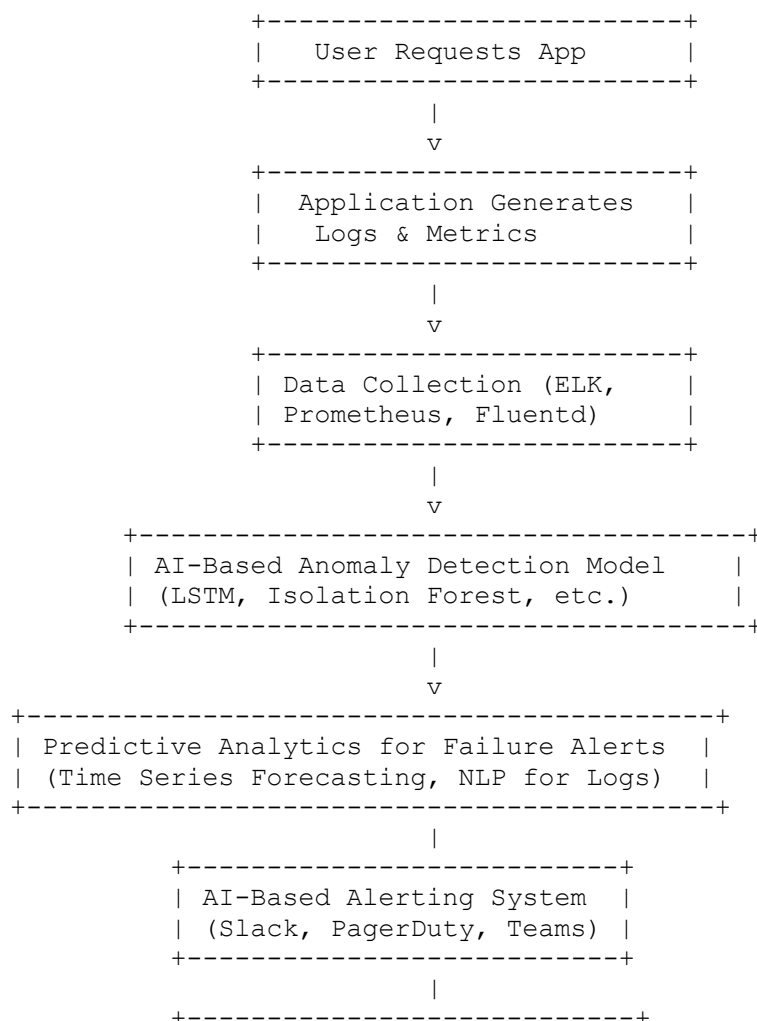 User Requests App
Application Generates
Logs & Metrics
Data Collection (ELK,
Prometheus, Fluentd)
AI-Based Anomaly Detection Model
(LSTM, Isolation Forest, etc.)
Predictive Analytics for Failure Alerts
(Time Series Forecasting, NLP for Logs)
AI-Based Alerting System
(Slack, PagerDuty, Teams)